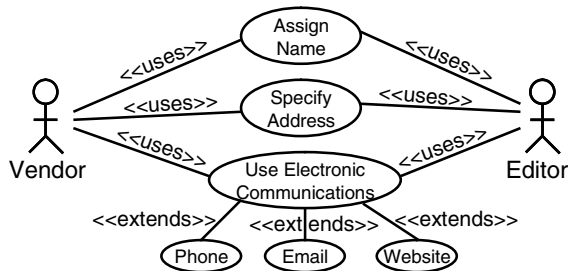 Assign
Name
<<uses>> <<uses>>
Specify
Address
<<uses>> <<uses>>
Vendor Editor
<<uses>> <<uses>>
Use Electronic
Communications
<<extends>> <<extends>> <<extends>>
Phone Email Website